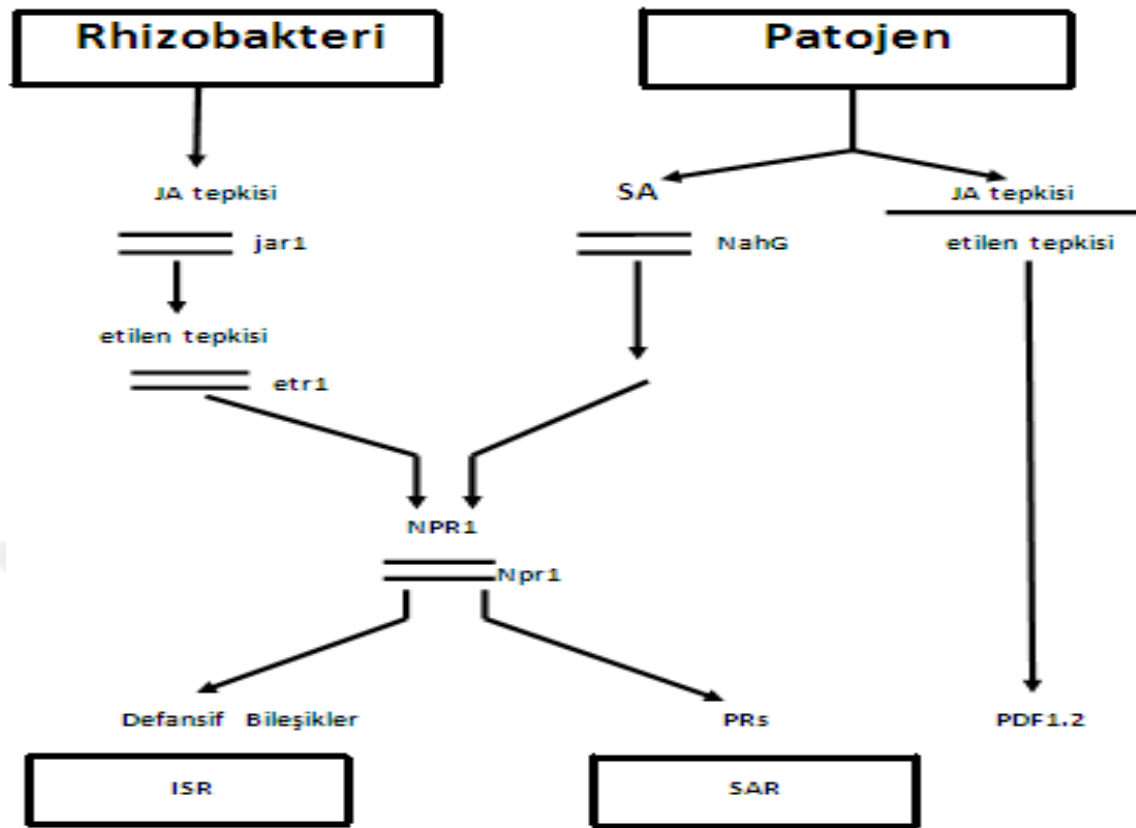 Rhizobakteri
Patojen
JA tepkisi
SA
JA tepkisi
jar1
NahG
etilen tepkisi
etilen tepkisi
etr1
NPR1
Npr1
Defansif Bileşikler
PRs
PDF1.2
ISR
SAR